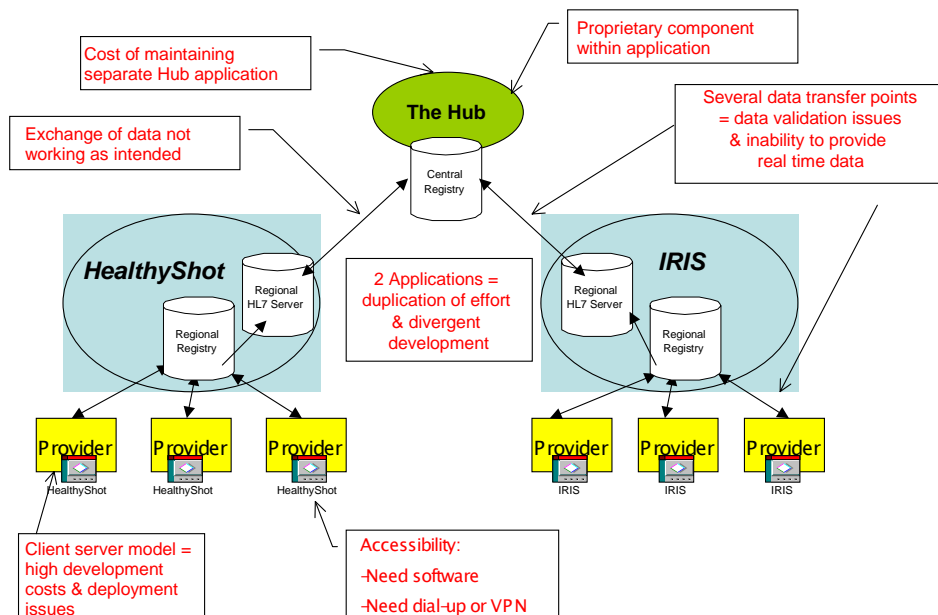 Cost of maintaining
separate Hub application
Proprietary component
within application
The Hub
Several data transfer points
= data validation issues
& inability to provide
real time data
Exchange of data not
working as intended
Central
Registry
HealthyShot
Regional
HL7 Server
Regional
Registry
2 Applications =
duplication of effort
& divergent
development
IRIS
Regional
HL7 Server
Regional
Registry
Provider
HealthyShot
Provider
HealthyShot
Provider
HealthyShot
Provider
IRIS
Provider
IRIS
Provider
IRIS
Client server model =
high development
costs & deployment
issues
Accessibility:
-Need software
-Need dial-up or VPN